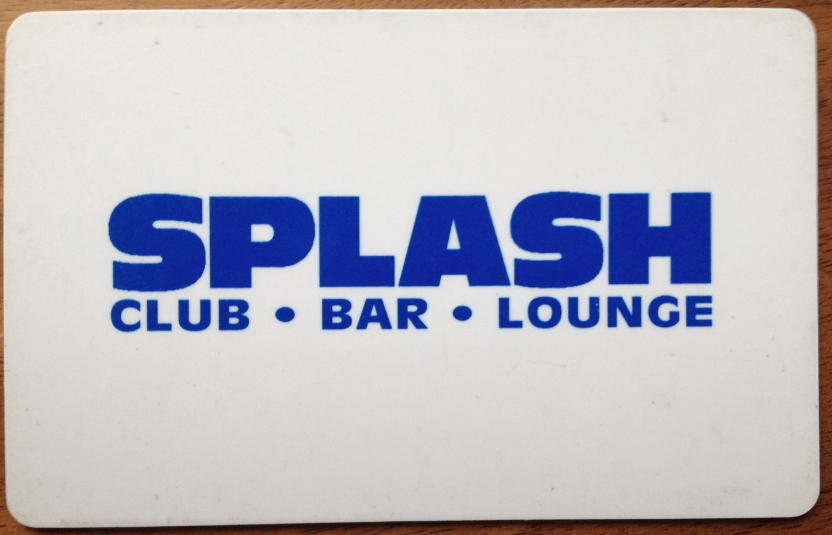 SPLASH
CLUB • BAR • LOUNGE